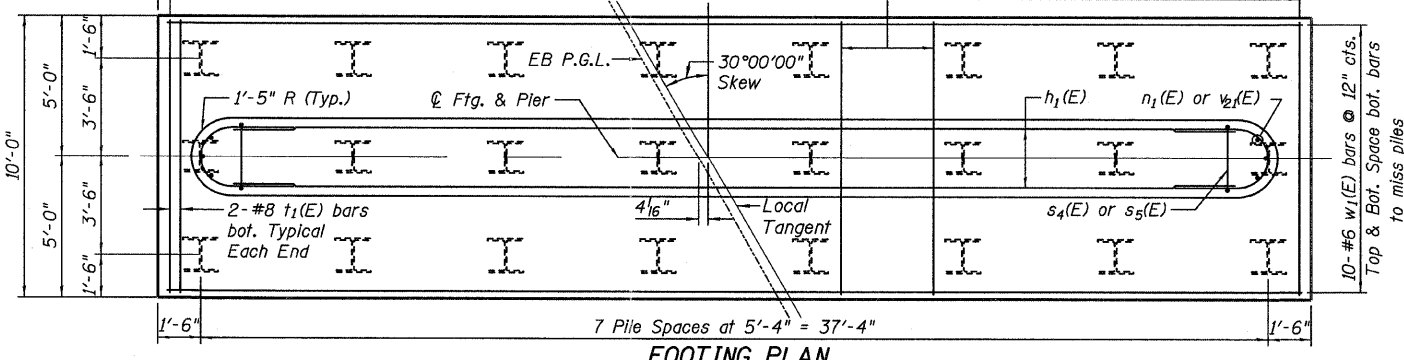 EB P.G.L.
30°00'00"
Skew
1'-5" R (Typ.)
℄ Ftg. & Pier
h₁(E)
n₁(E) or v₂₁(E)
10'-0"
5'-0"
5'-0"
1'-6"
3'-6"
3'-6"
1'-6"
2-#8 t₁(E) bars
bot. Typical
Each End
4 1/16"
Local
Tangent
s₄(E) or s₅(E)
10-#6 w₁(E) bars @ 12" cts.
Top & Bot. Space bot. bars
to miss piles
1'-6"
7 Pile Spaces at 5'-4" = 37'-4"
1'-6"
FOOTING PLAN